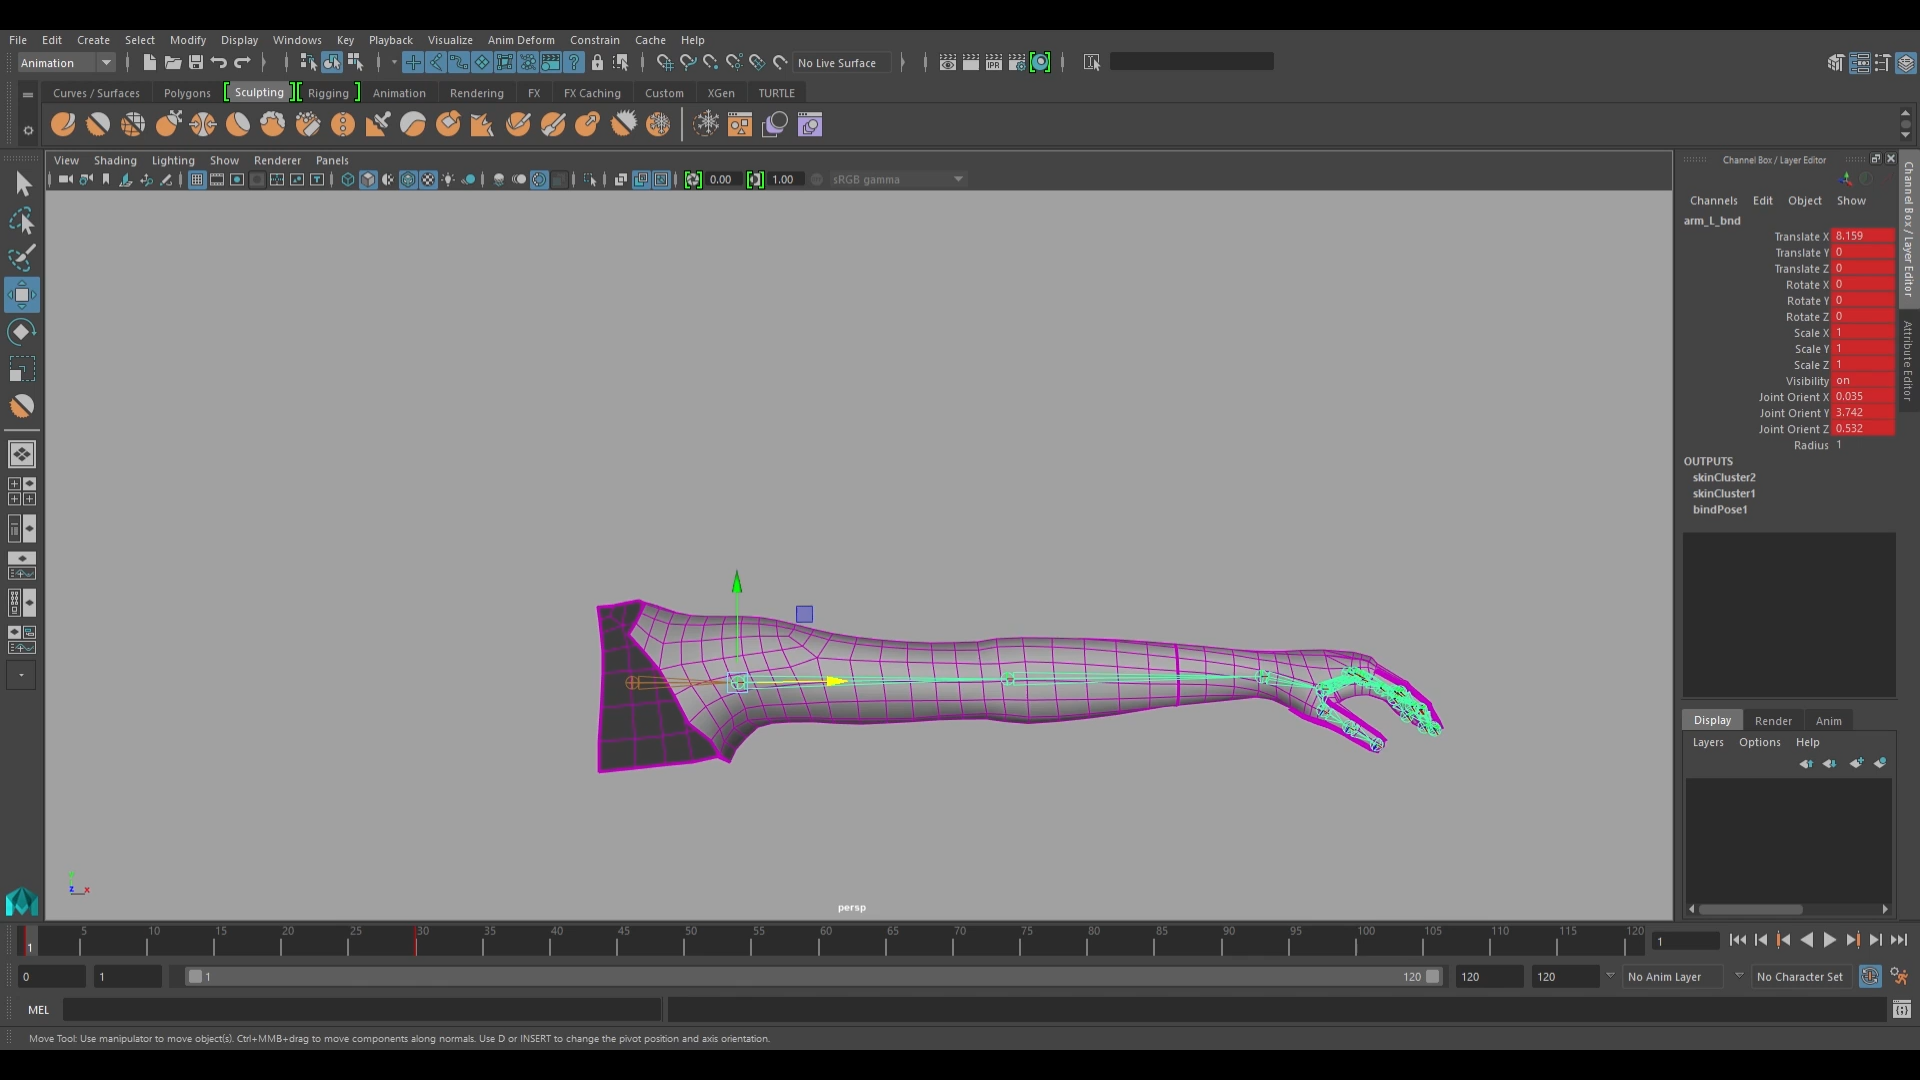 File Edit Create Select Modify Display Windows Key Playback Visualize Anim Deform Constrain Cache Help
Animation No Live Surface
Curves / Surfaces Polygons Sculpting Rigging Animation Rendering FX FX Caching Custom XGen TURTLE
View Shading Lighting Show Renderer Panels
0.00 1.00 sRGB gamma
Channel Box / Layer Editor
Channels Edit Object Show
arm_L_bnd
Translate X 8.159
Translate Y 0
Translate Z 0
Rotate X 0
Rotate Y 0
Rotate Z 0
Scale X 1
Scale Y 1
Scale Z 1
Visibility on
Joint Orient X 0.035
Joint Orient Y 3.742
Joint Orient Z 0.532
Radius 1
OUTPUTS
skinCluster2
skinCluster1
bindPose1
Channel Box / Layer Editor
Attribute Editor
Display Render Anim
Layers Options Help
persp
1 5 10 15 20 25 30 35 40 45 50 55 60 65 70 75 80 85 90 95 100 105 110 115 120 1
0 1 1 120 120 120 No Anim Layer No Character Set
MEL
Move Tool: Use manipulator to move object(s). Ctrl+MMB+drag to move components along normals. Use D or INSERT to change the pivot position and axis orientation.